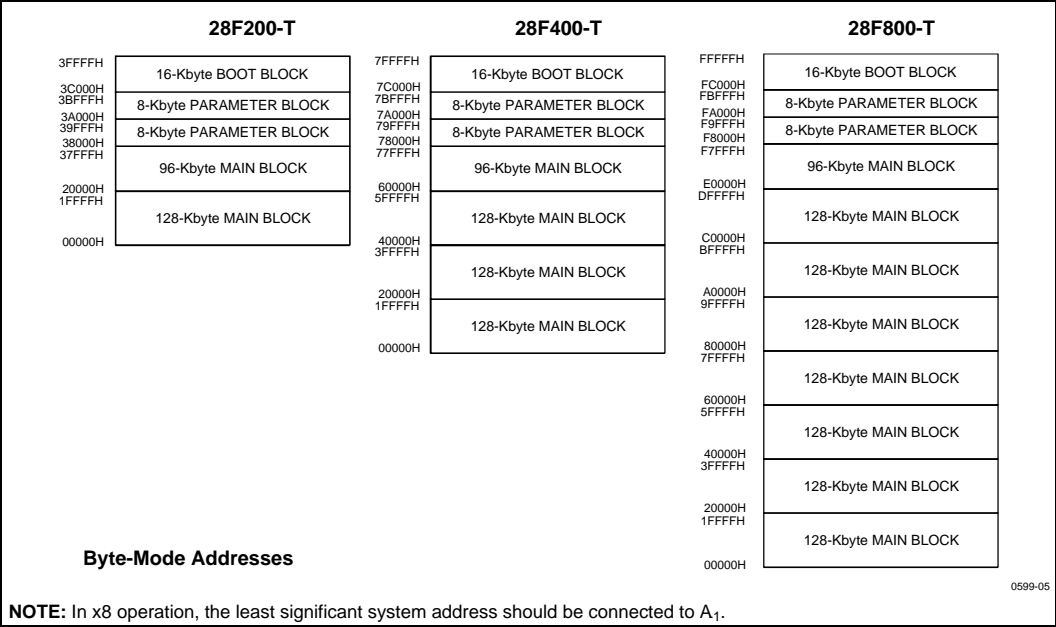 28F200-T
3FFFFH
16-Kbyte BOOT BLOCK
3C000H
3BFFFH
8-Kbyte PARAMETER BLOCK
3A000H
39FFFH
8-Kbyte PARAMETER BLOCK
38000H
37FFFH
96-Kbyte MAIN BLOCK
20000H
1FFFFH
128-Kbyte MAIN BLOCK
00000H
28F400-T
7FFFFH
16-Kbyte BOOT BLOCK
7C000H
7BFFFH
8-Kbyte PARAMETER BLOCK
7A000H
79FFFH
8-Kbyte PARAMETER BLOCK
78000H
77FFFH
96-Kbyte MAIN BLOCK
60000H
5FFFFH
128-Kbyte MAIN BLOCK
40000H
3FFFFH
128-Kbyte MAIN BLOCK
20000H
1FFFFH
128-Kbyte MAIN BLOCK
00000H
28F800-T
FFFFFH
16-Kbyte BOOT BLOCK
FC000H
FBFFFH
8-Kbyte PARAMETER BLOCK
FA000H
F9FFFH
8-Kbyte PARAMETER BLOCK
F8000H
F7FFFH
96-Kbyte MAIN BLOCK
E0000H
DFFFFH
128-Kbyte MAIN BLOCK
C0000H
BFFFFH
128-Kbyte MAIN BLOCK
A0000H
9FFFFH
128-Kbyte MAIN BLOCK
80000H
7FFFFH
128-Kbyte MAIN BLOCK
60000H
5FFFFH
128-Kbyte MAIN BLOCK
40000H
3FFFFH
128-Kbyte MAIN BLOCK
20000H
1FFFFH
128-Kbyte MAIN BLOCK
00000H
Byte-Mode Addresses
0599-05
NOTE: In x8 operation, the least significant system address should be connected to A₁.